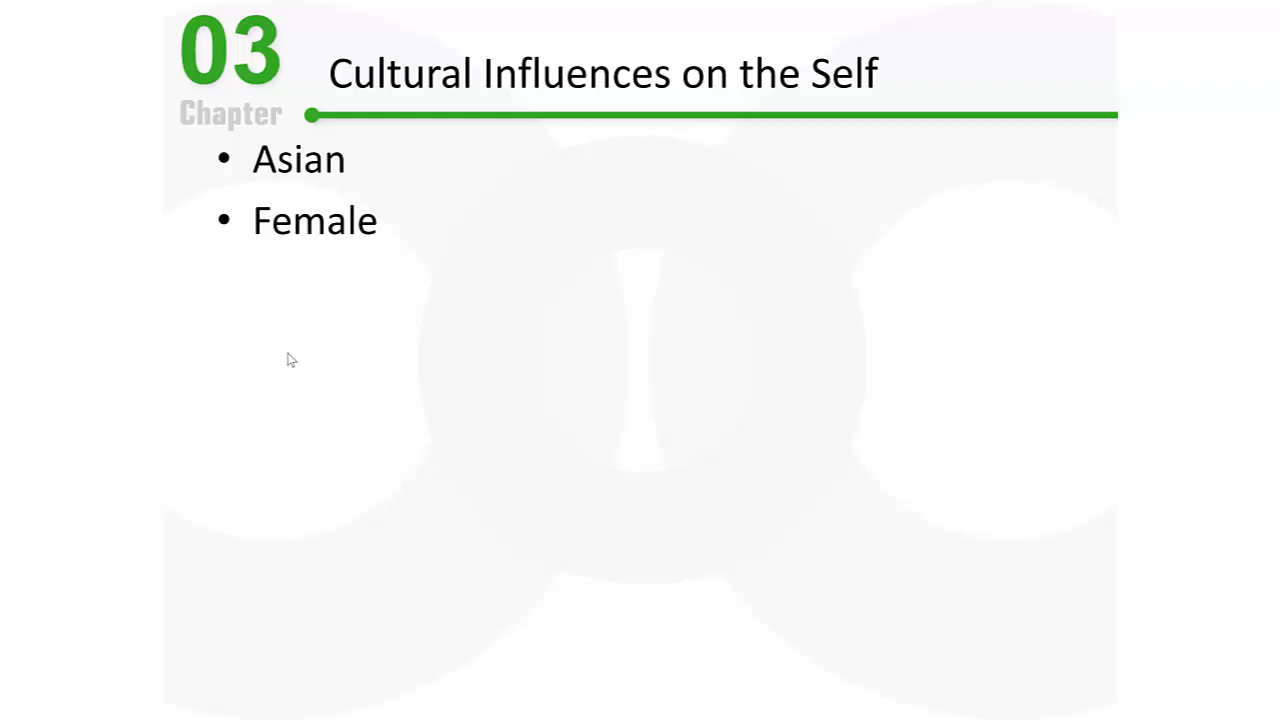 03
Chapter
Cultural Influences on the Self
• Asian
• Female